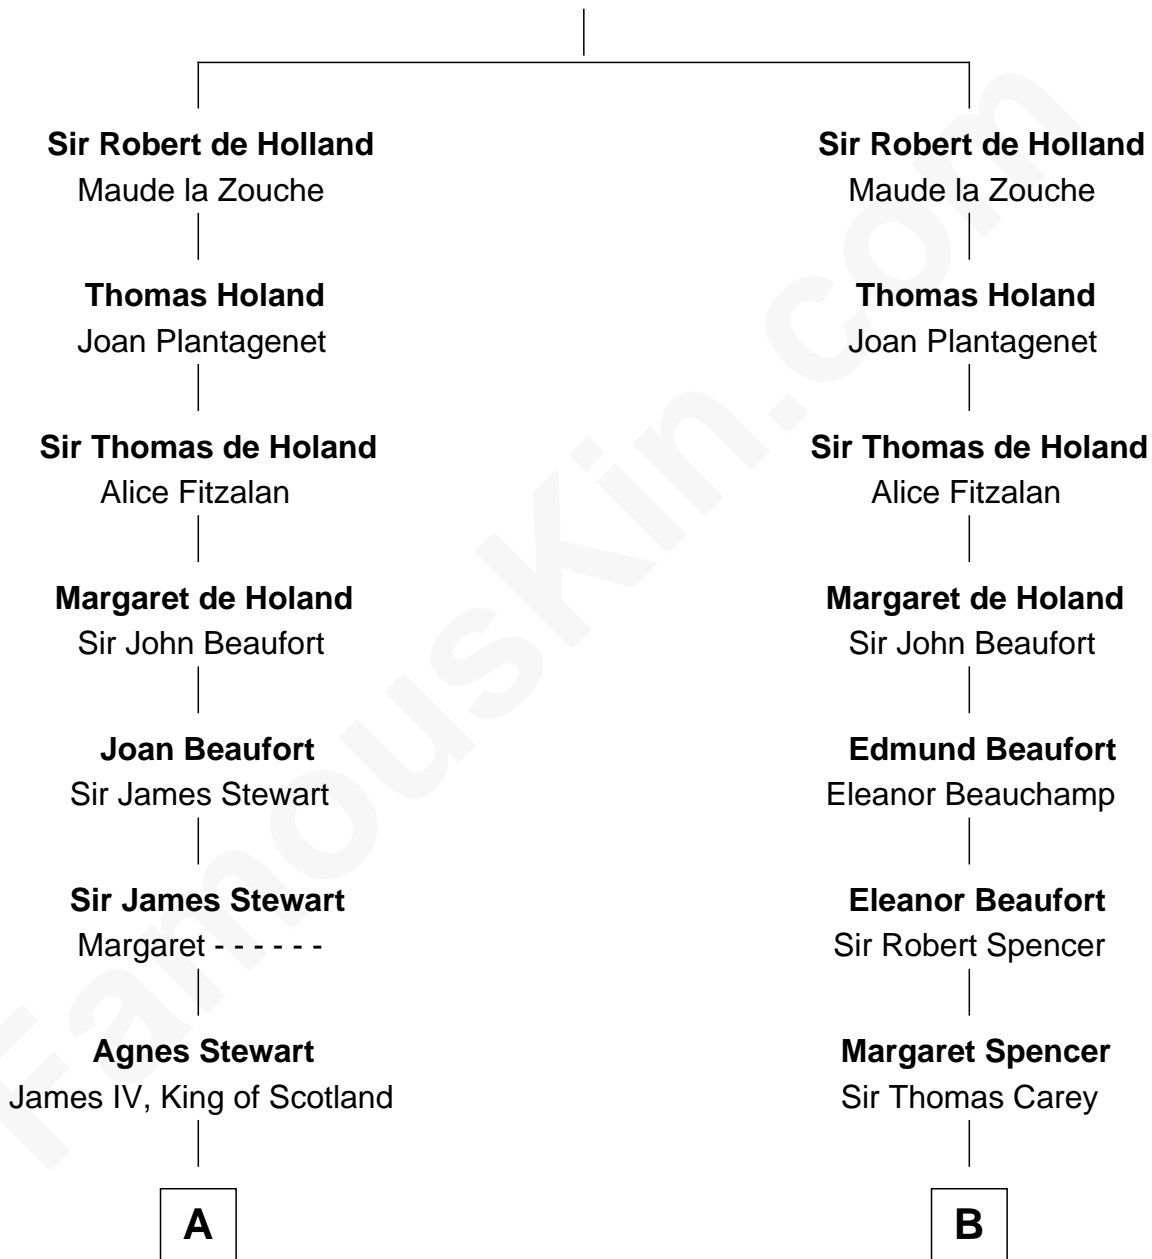 Sir Robert de Holland
Maude la Zouche
Thomas Holand
Joan Plantagenet
Sir Thomas de Holand
Alice Fitzalan
Margaret de Holand
Sir John Beaufort
Joan Beaufort
Sir James Stewart
Sir James Stewart
Margaret - - - - - -
Agnes Stewart
James IV, King of Scotland
A
Sir Robert de Holland
Maude la Zouche
Thomas Holand
Joan Plantagenet
Sir Thomas de Holand
Alice Fitzalan
Margaret de Holand
Sir John Beaufort
Edmund Beaufort
Eleanor Beauchamp
Eleanor Beaufort
Sir Robert Spencer
Margaret Spencer
Sir Thomas Carey
B
FamousKin.com